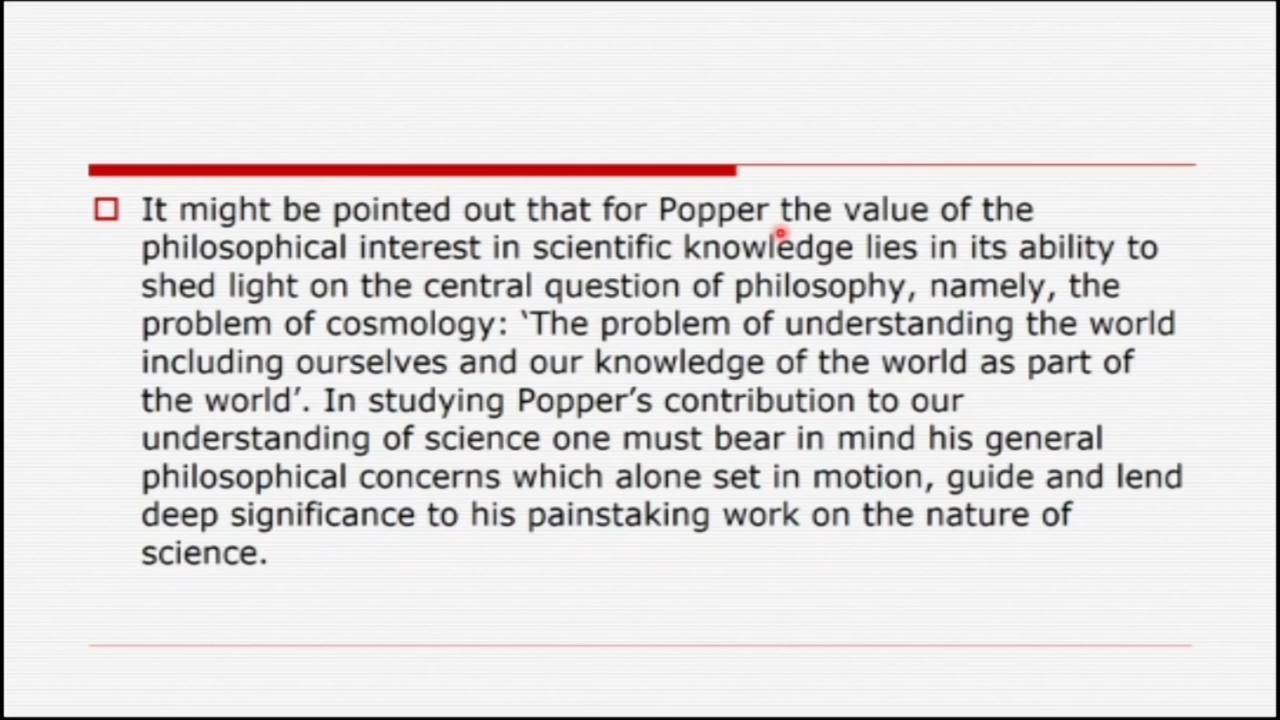 It might be pointed out that for Popper the value of the
philosophical interest in scientific knowledge lies in its ability to
shed light on the central question of philosophy, namely, the
problem of cosmology: ‘The problem of understanding the world
including ourselves and our knowledge of the world as part of
the world’. In studying Popper’s contribution to our
understanding of science one must bear in mind his general
philosophical concerns which alone set in motion, guide and lend
deep significance to his painstaking work on the nature of
science.